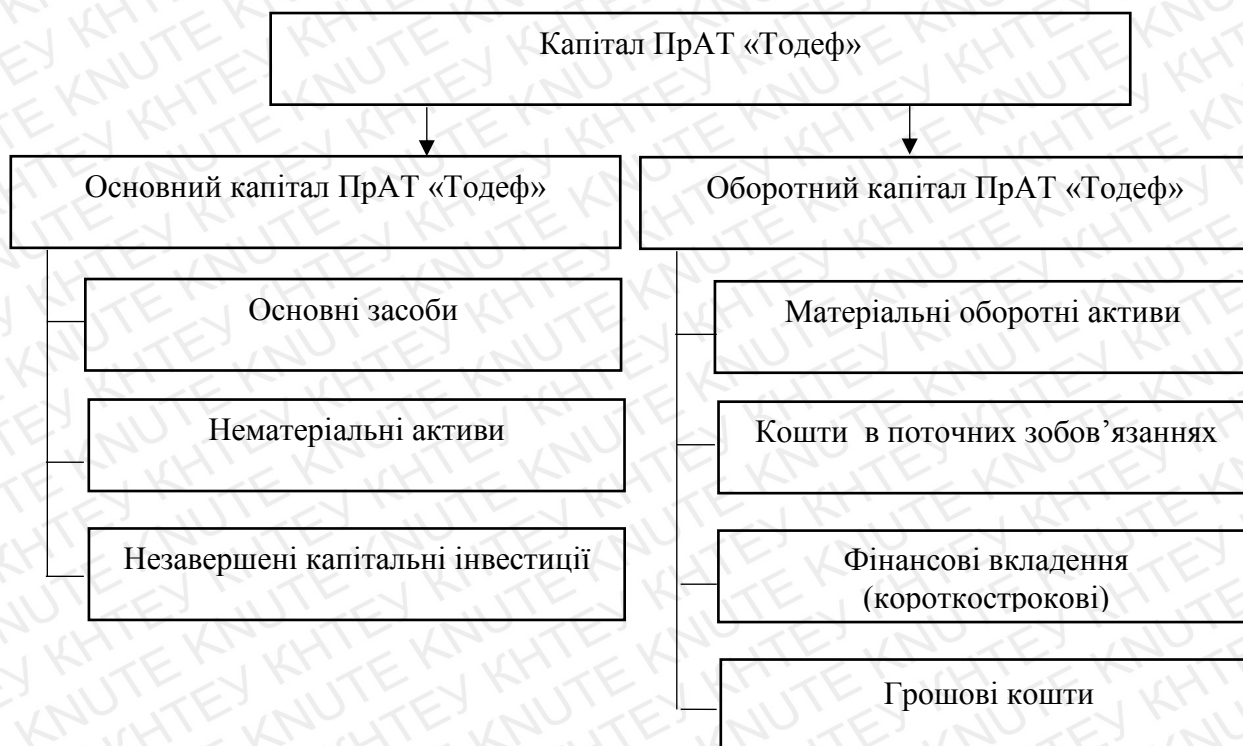 Капітал ПрАТ «Тодеф»
Основний капітал ПрАТ «Тодеф»
Основні засоби
Нематеріальні активи
Незавершені капітальні інвестиції
Оборотний капітал ПрАТ «Тодеф»
Матеріальні оборотні активи
Кошти в поточних зобов’язаннях
Фінансові вкладення
(короткострокові)
Грошові кошти